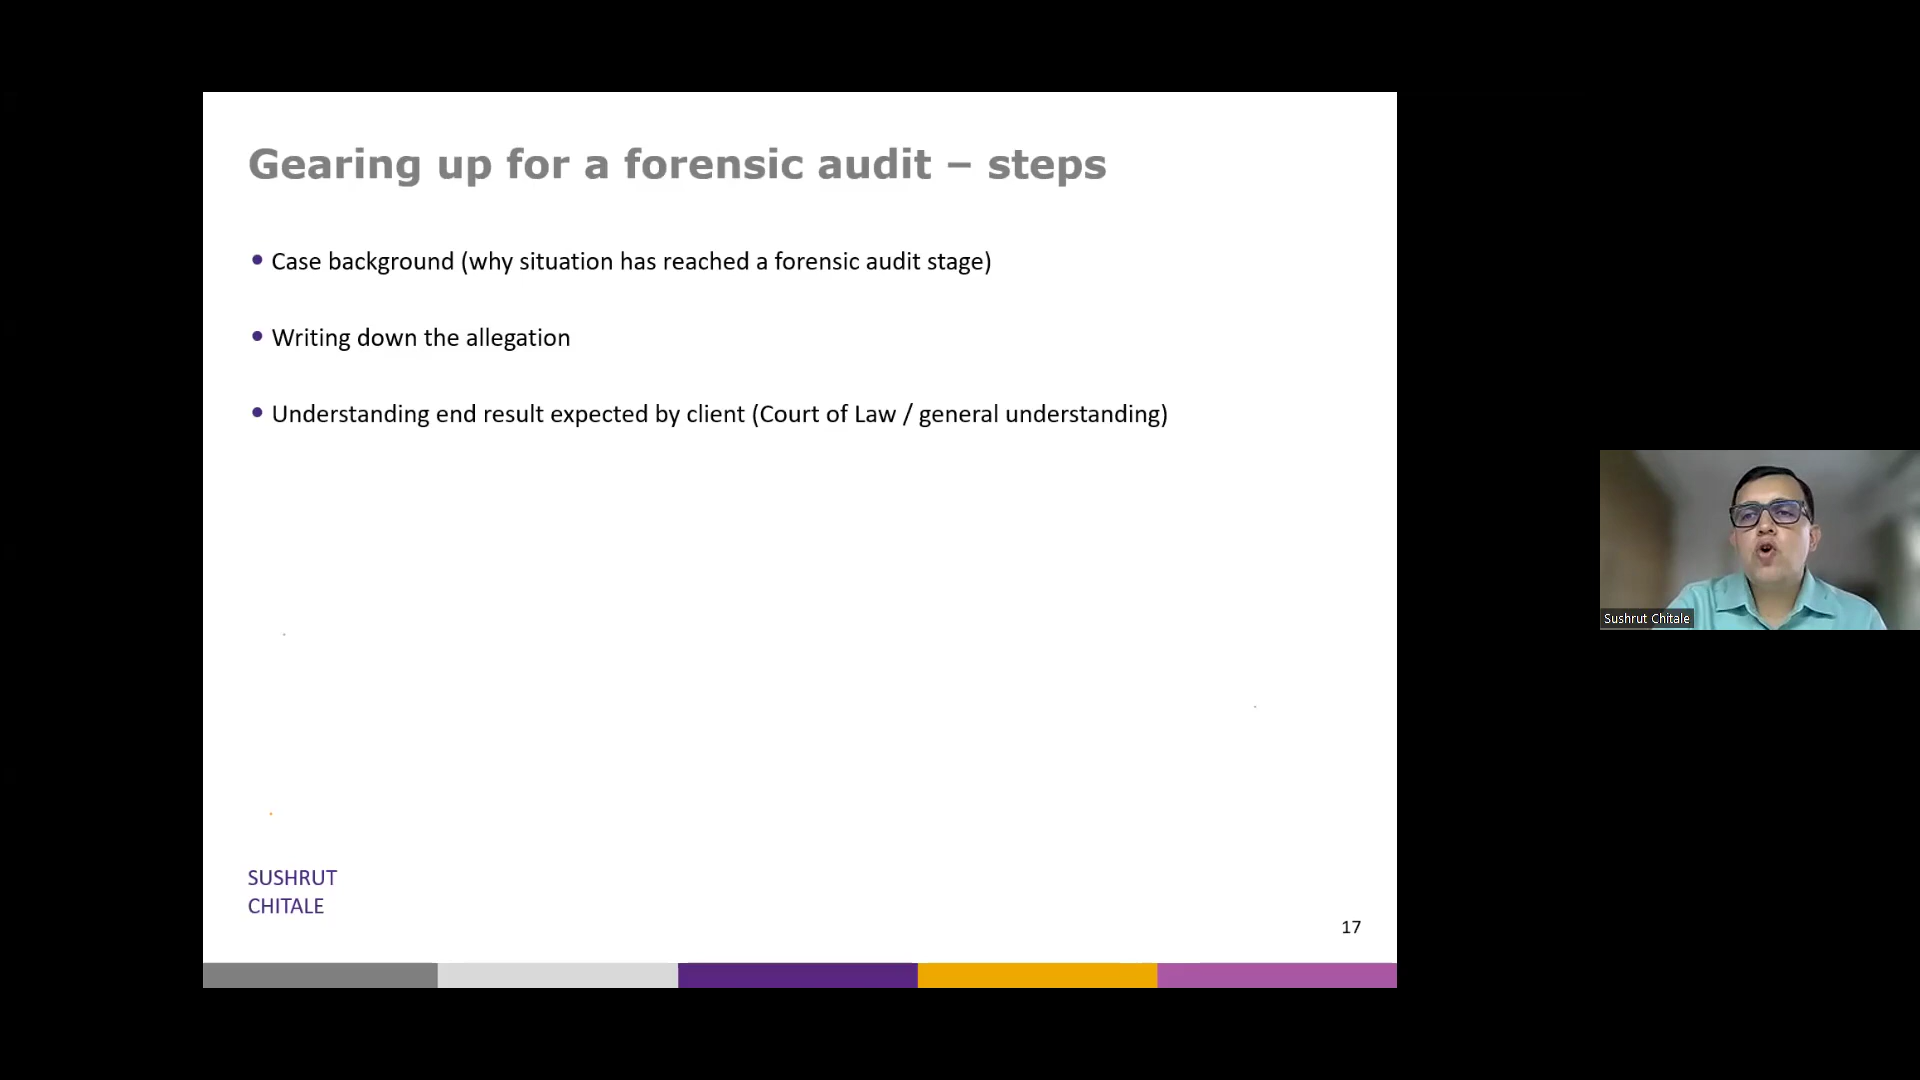 Gearing up for a forensic audit – steps
• Case background (why situation has reached a forensic audit stage)
• Writing down the allegation
• Understanding end result expected by client (Court of Law / general understanding)
SUSHRUT
CHITALE
17
Sushrut Chitale